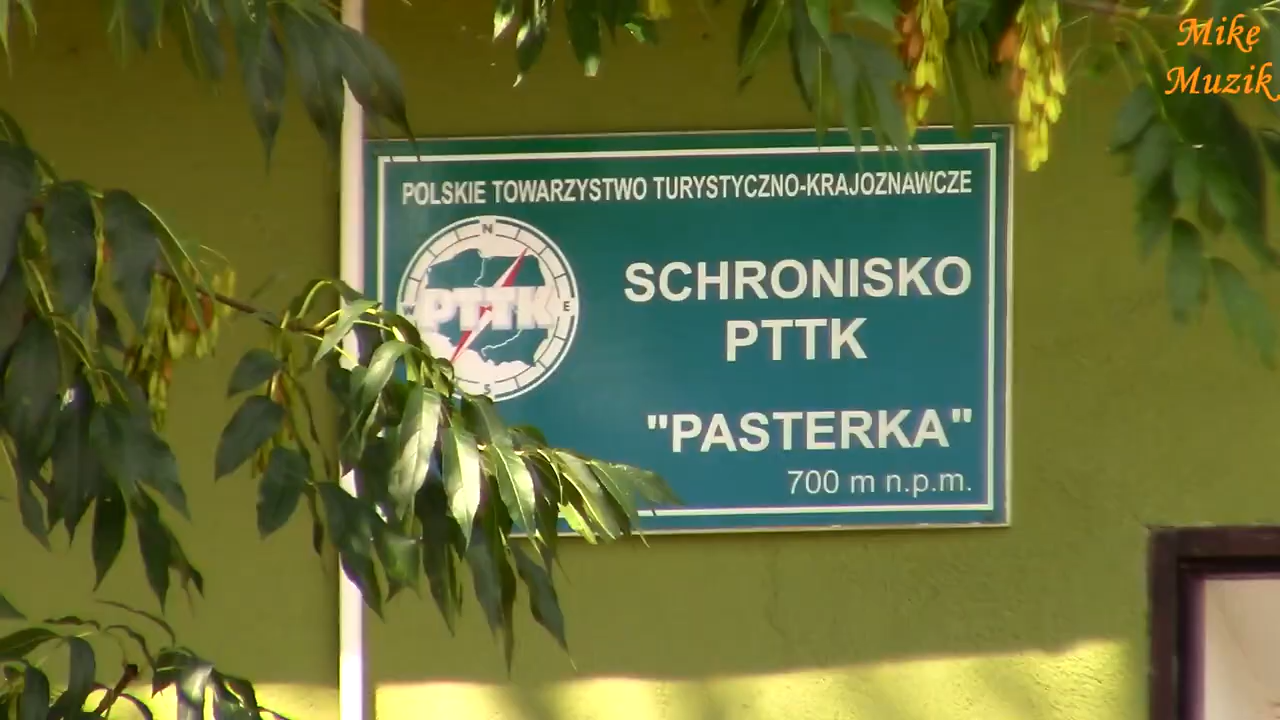 Mike
Muzik
POLSKIE TOWARZYSTWO TURYSTYCZNO-KRAJOZNAWCZE
N
PTTK
E
S
SCHRONISKO
PTTK
"PASTERKA"
700 m n.p.m.